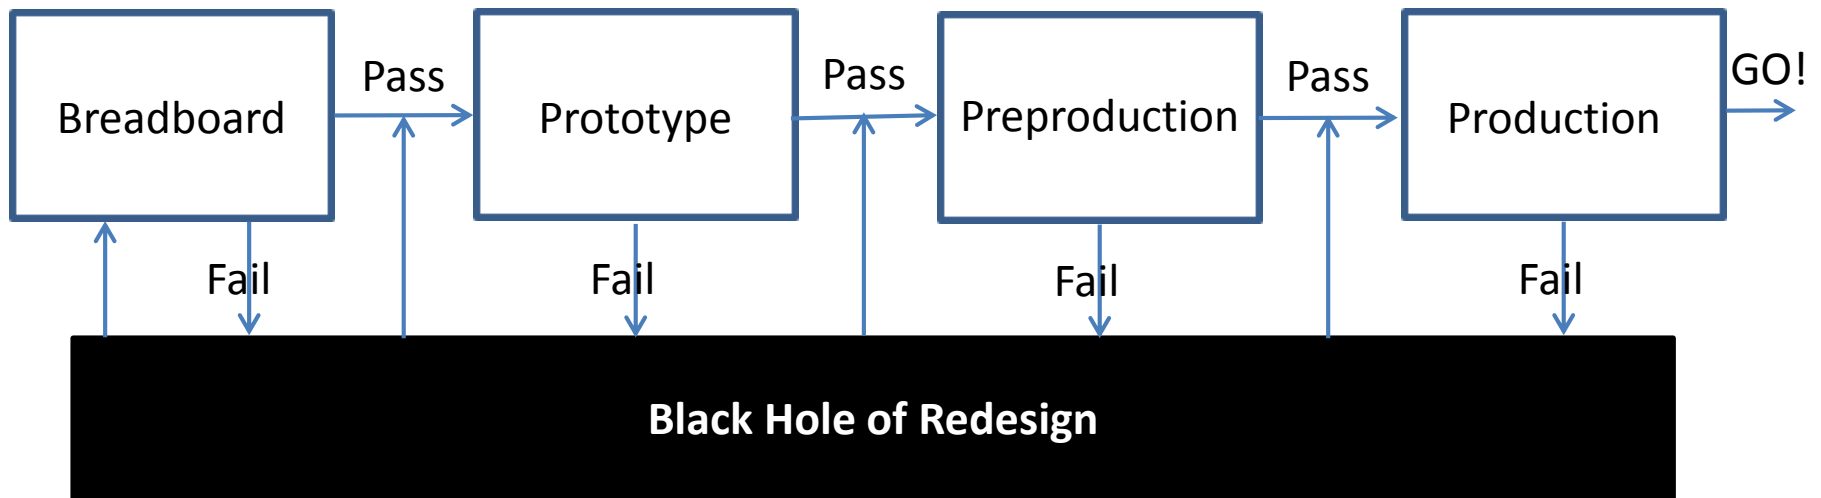 Breadboard
Pass
Prototype
Pass
Preproduction
Pass
Production
GO!
Fail
Fail
Fail
Fail
Black Hole of Redesign